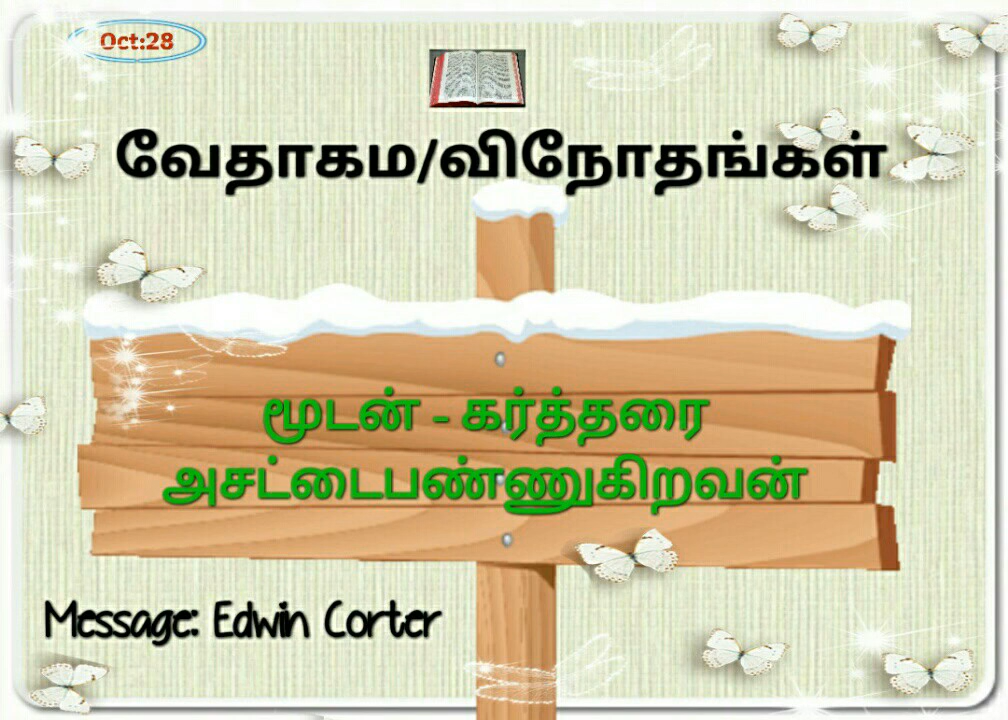 Oct:28
வேதாகம/விநோதங்கள்
மூடன் - கர்த்தரை
அசட்டைபண்ணுகிறவன்
Message: Edwin Corter